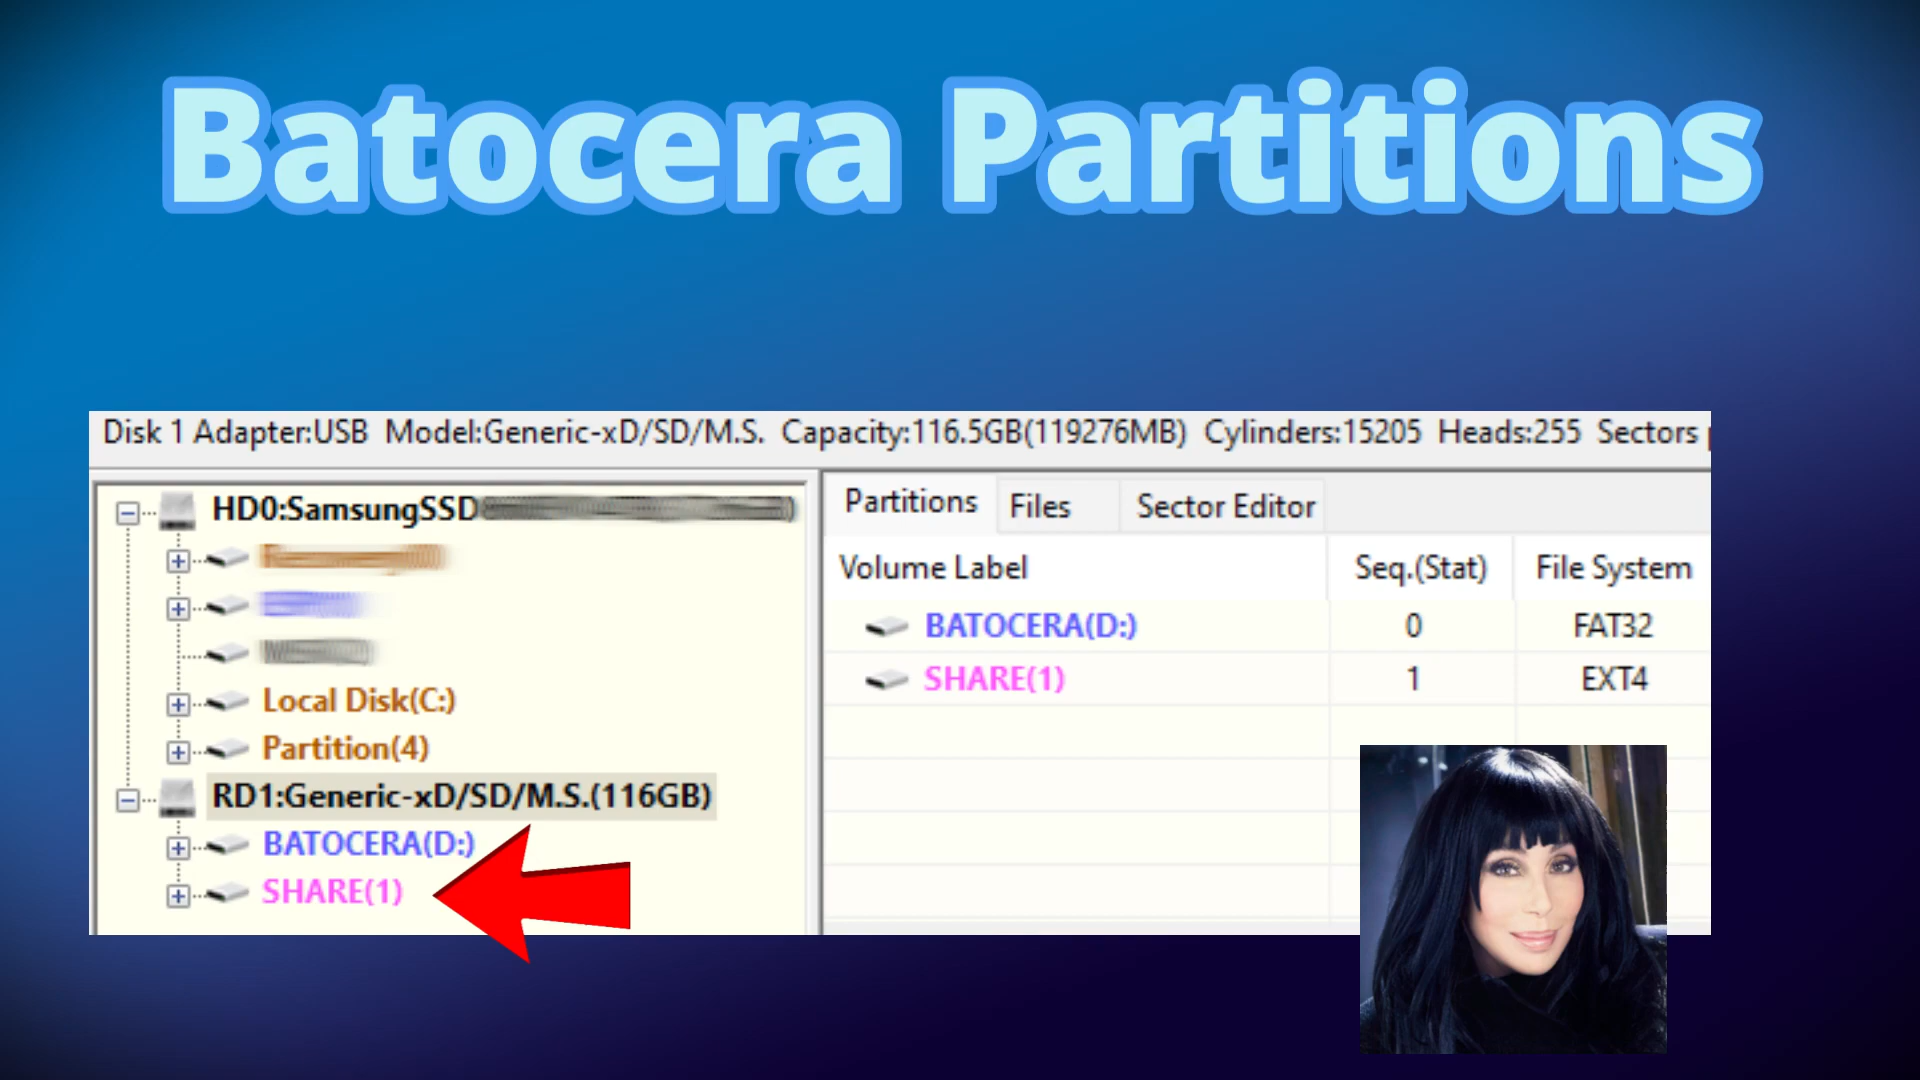 Batocera Partitions
Disk 1 Adapter:USB Model:Generic-xD/SD/M.S. Capacity:116.5GB(119276MB) Cylinders:15205 Heads:255 Sectors
HD0:SamsungSSD
Local Disk(C:)
Partition(4)
RD1:Generic-xD/SD/M.S.(116GB)
BATOCERA(D:)
SHARE(1)
Partitions Files Sector Editor
Volume Label Seq.(Stat) File System
BATOCERA(D:) 0 FAT32
SHARE(1) 1 EXT4